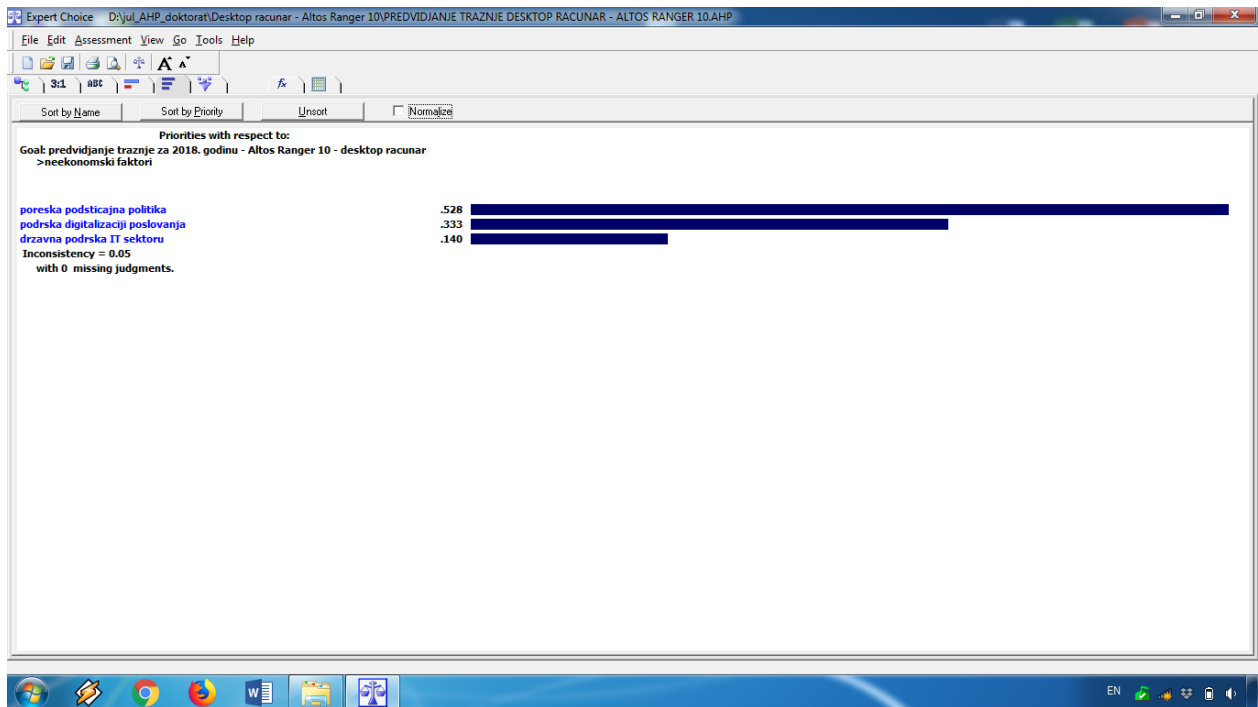 Expert Choice D:\jul_AHP_doktorat\Desktop racunar - Altos Ranger 10\PREDVIDJANJE TRAZNJE DESKTOP RACUNAR - ALTOS RANGER 10.AHP
File Edit Assessment View Go Tools Help
A A
3:1 ABC fx
Sort by Name Sort by Priority Unsort Normalize
Priorities with respect to:
Goal: predvidjanje traznje za 2018. godinu - Altos Ranger 10 - desktop racunar
>neekonomski faktori
poreska podsticajna politika .528
podrska digitalizaciji poslovanja .333
drzavna podrska IT sektoru .140
Inconsistency = 0.05
with 0 missing judgments.
W EN